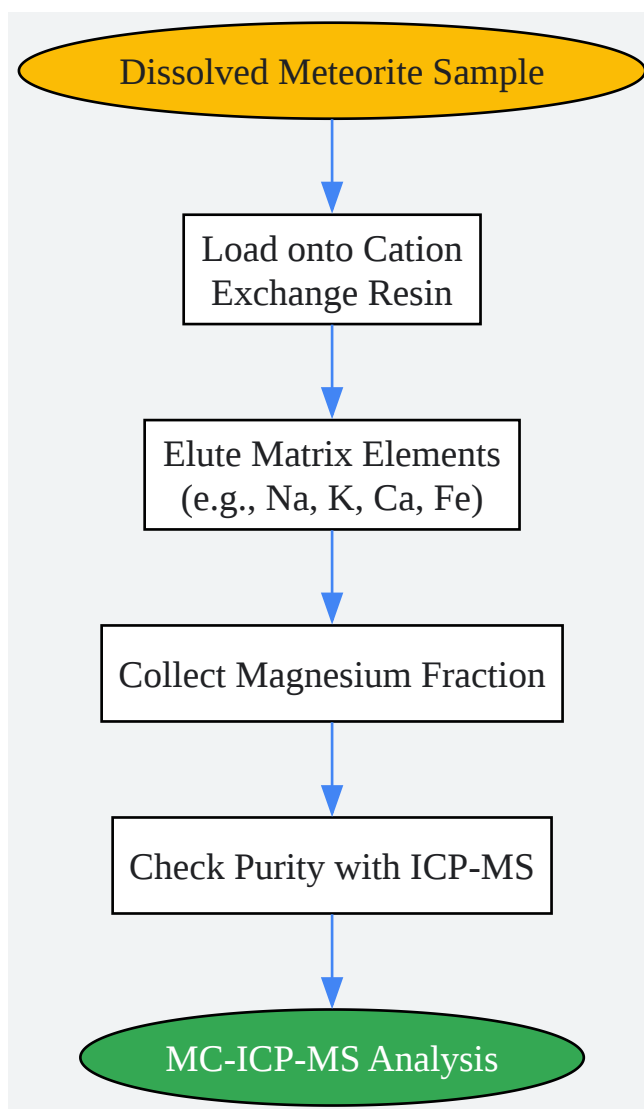 Dissolved Meteorite Sample
Load onto Cation
Exchange Resin
Elute Matrix Elements
(e.g., Na, K, Ca, Fe)
Collect Magnesium Fraction
Check Purity with ICP-MS
MC-ICP-MS Analysis